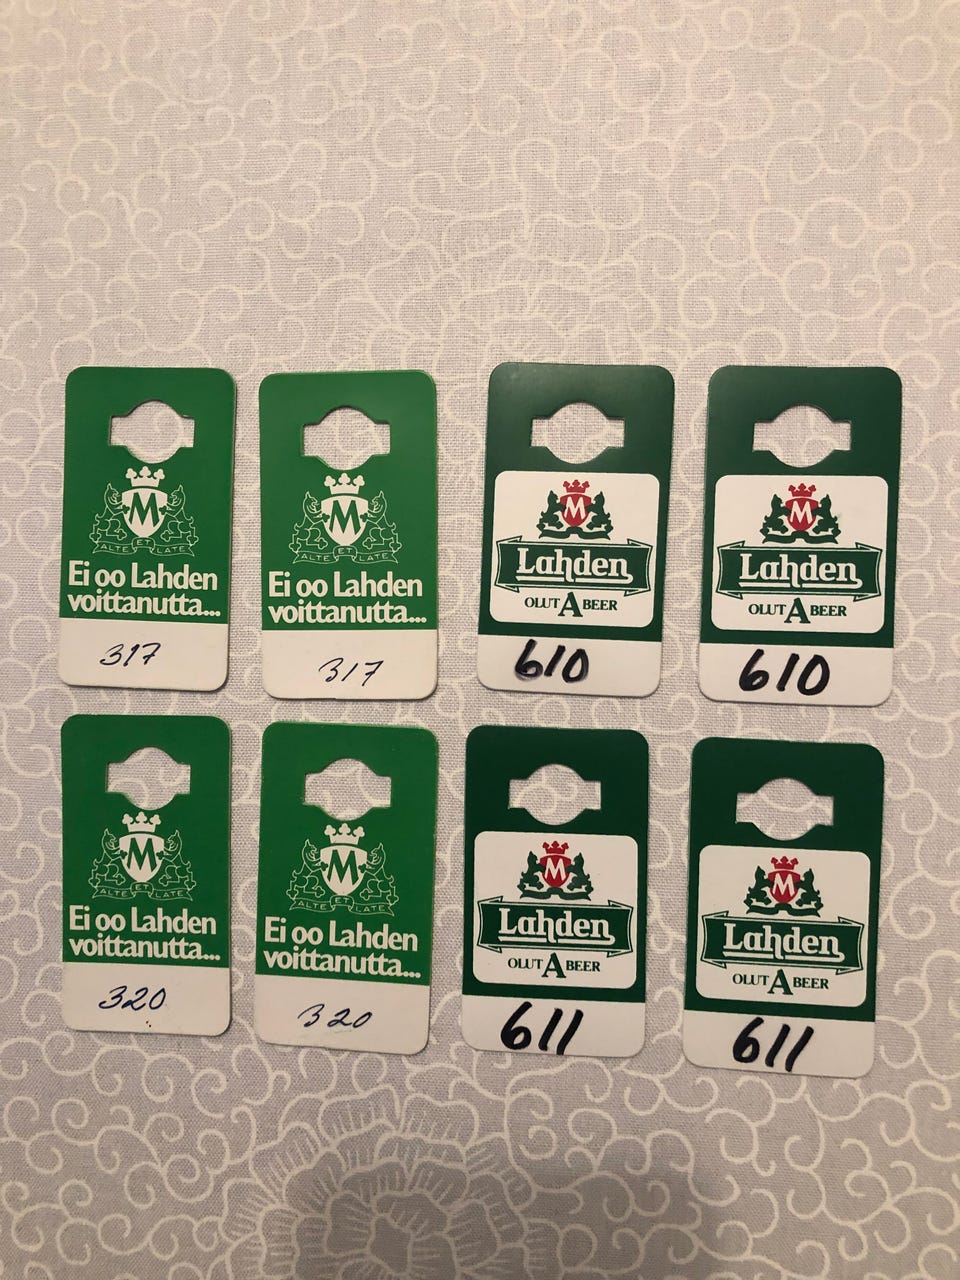 M
ALTE ET LATE
Ei oo Lahden
voittanutta...
317
M
ALTE ET LATE
Ei oo Lahden
voittanutta...
317
M
Lahden
OLUT A BEER
610
M
Lahden
OLUT A BEER
610
M
ALTE ET LATE
Ei oo Lahden
voittanutta...
320
M
ALTE ET LATE
Ei oo Lahden
voittanutta...
320
M
Lahden
OLUT A BEER
611
M
Lahden
OLUT A BEER
611